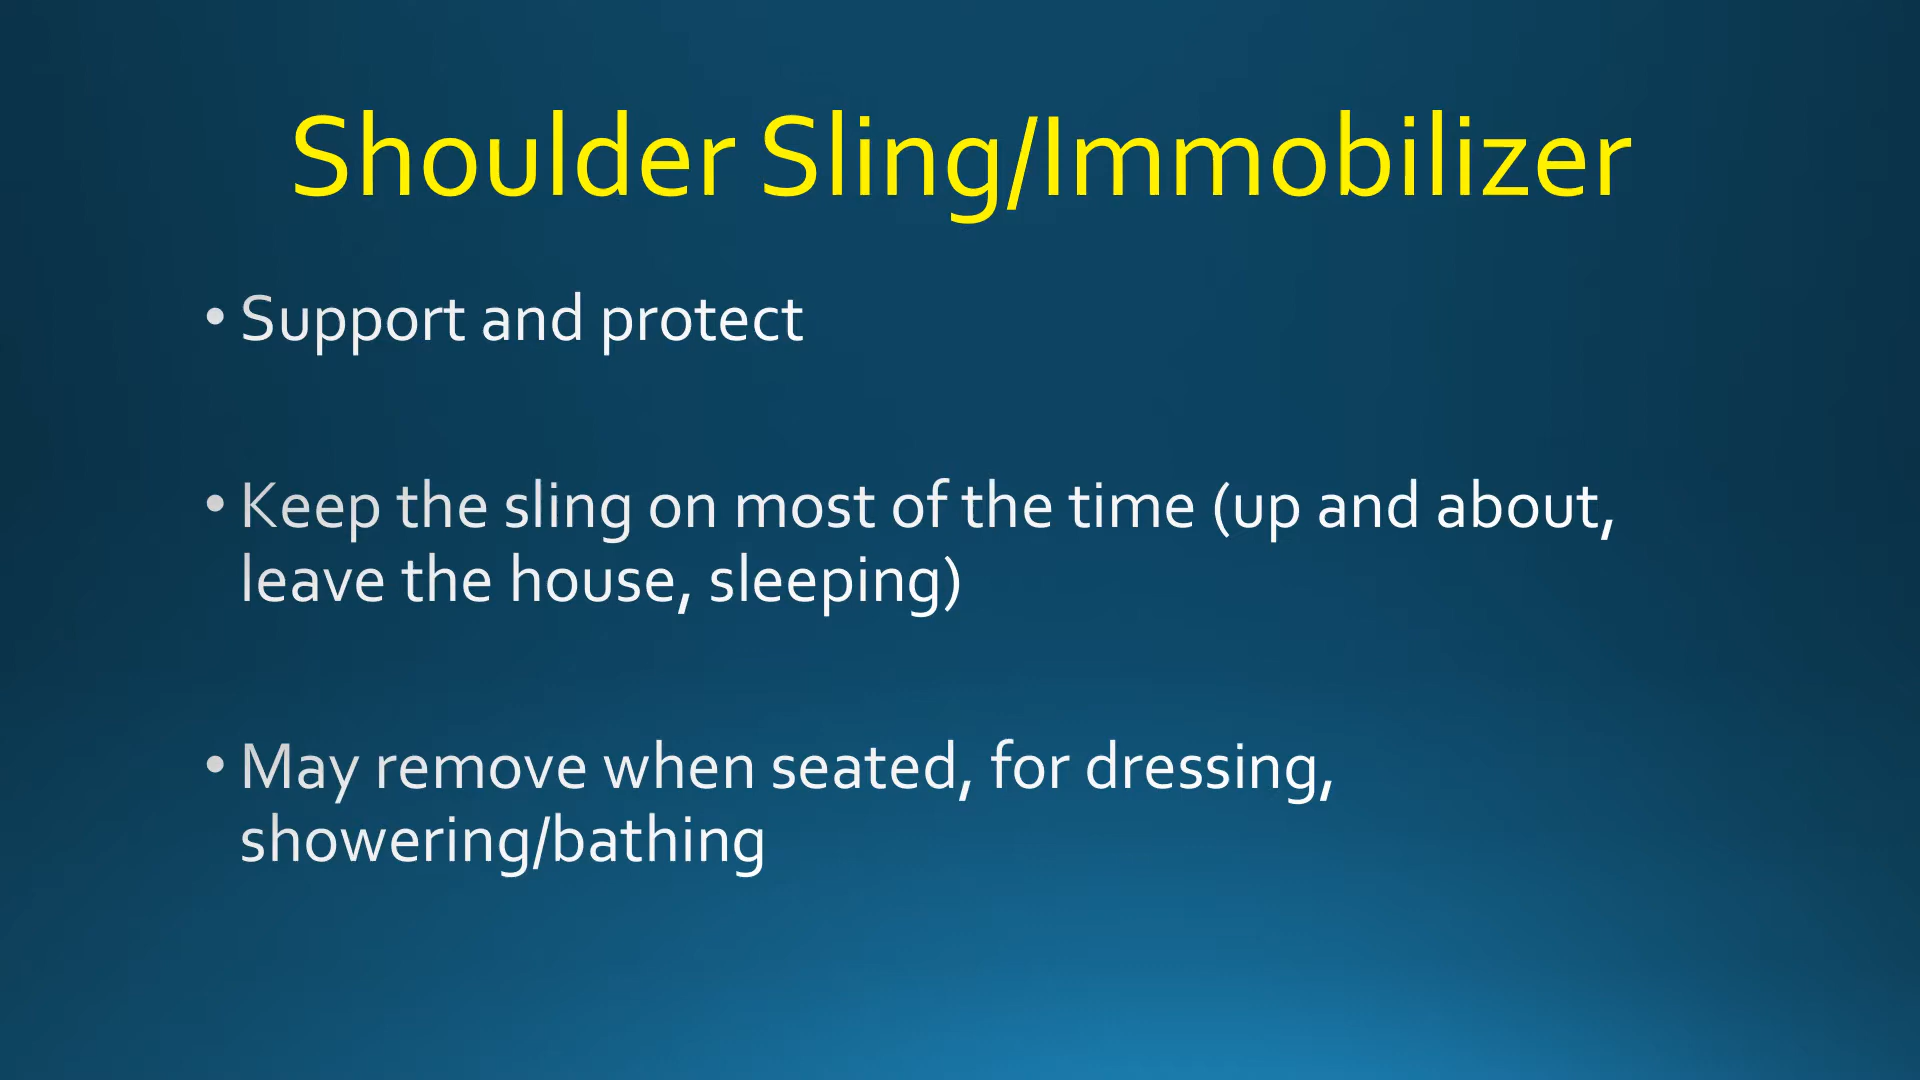 Shoulder Sling/Immobilizer
• Support and protect
• Keep the sling on most of the time (up and about,
leave the house, sleeping)
• May remove when seated, for dressing,
showering/bathing